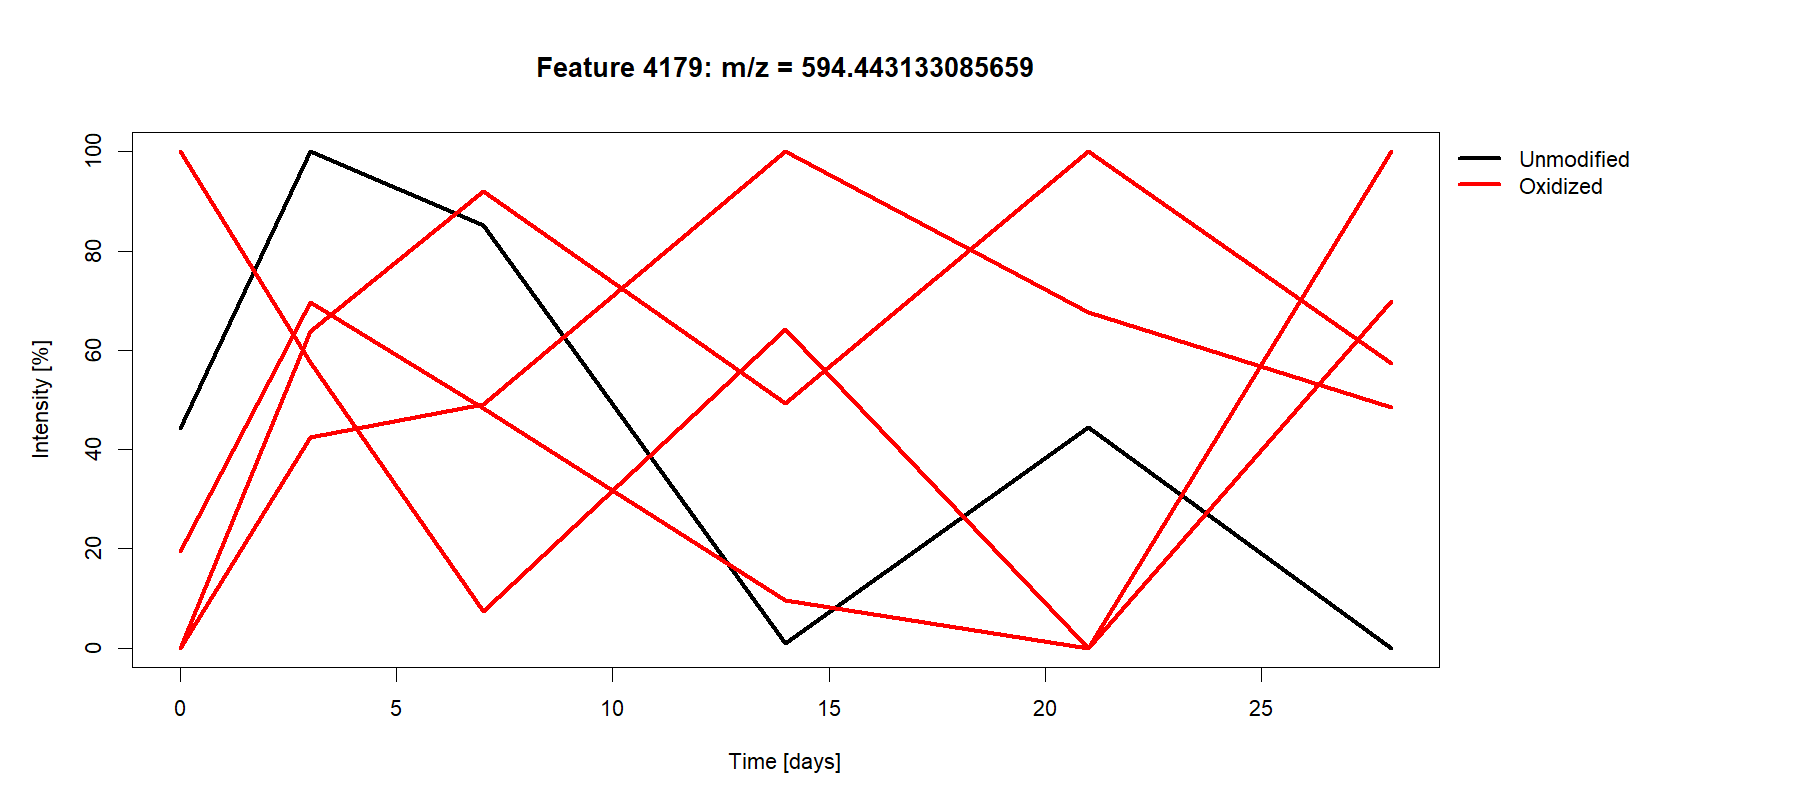 Feature 4179: m/z = 594.443133085659
Intensity [%]
100
80
60
40
20
0
0 5 10 15 20 25
Time [days]
Unmodified
Oxidized